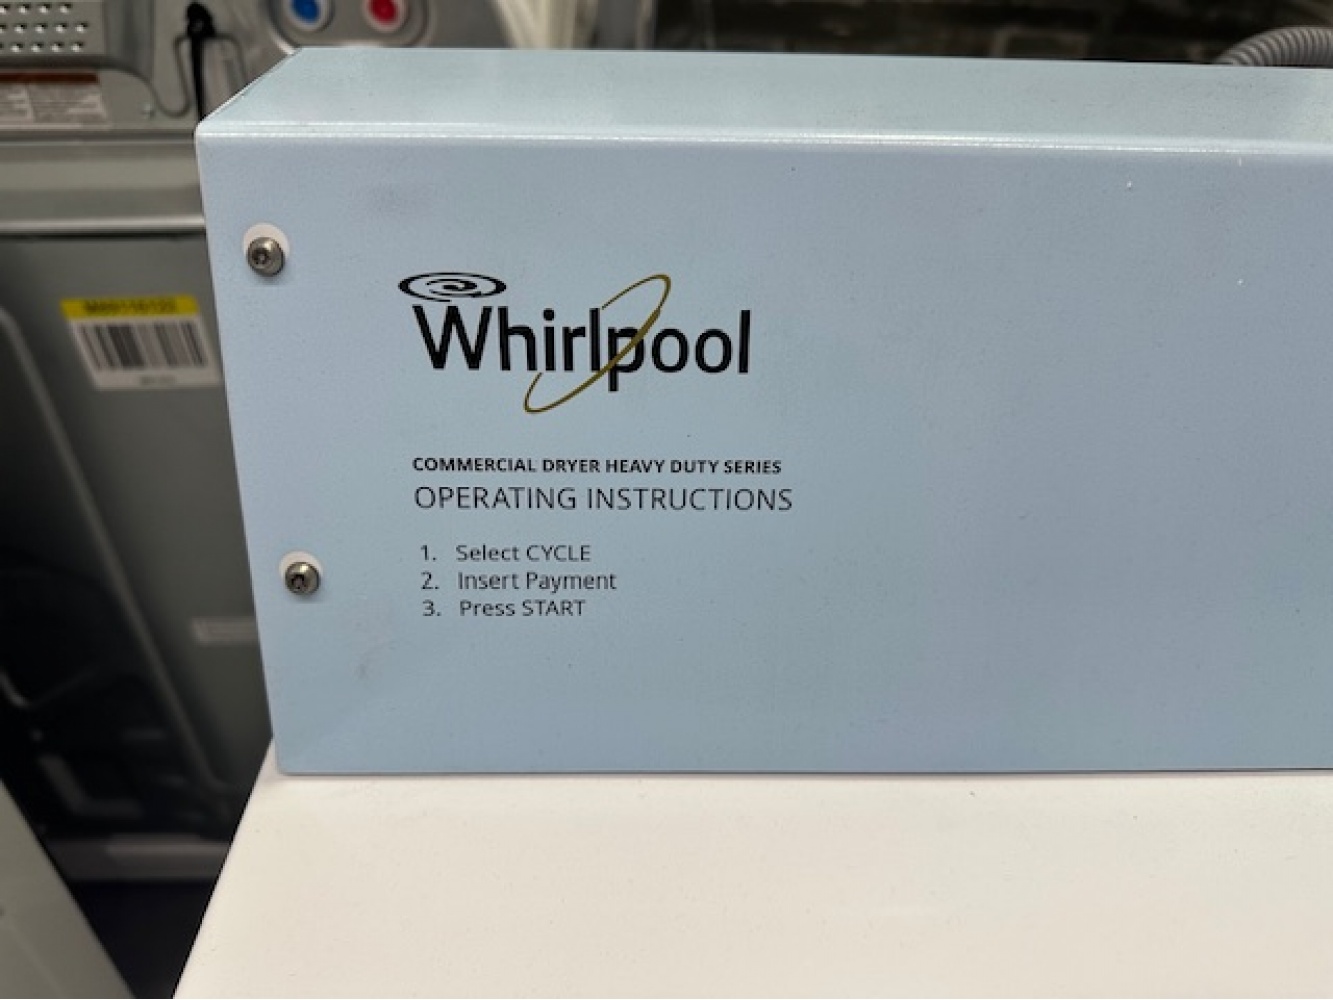 Whirlpool
COMMERCIAL DRYER HEAVY DUTY SERIES
OPERATING INSTRUCTIONS
1. Select CYCLE
2. Insert Payment
3. Press START